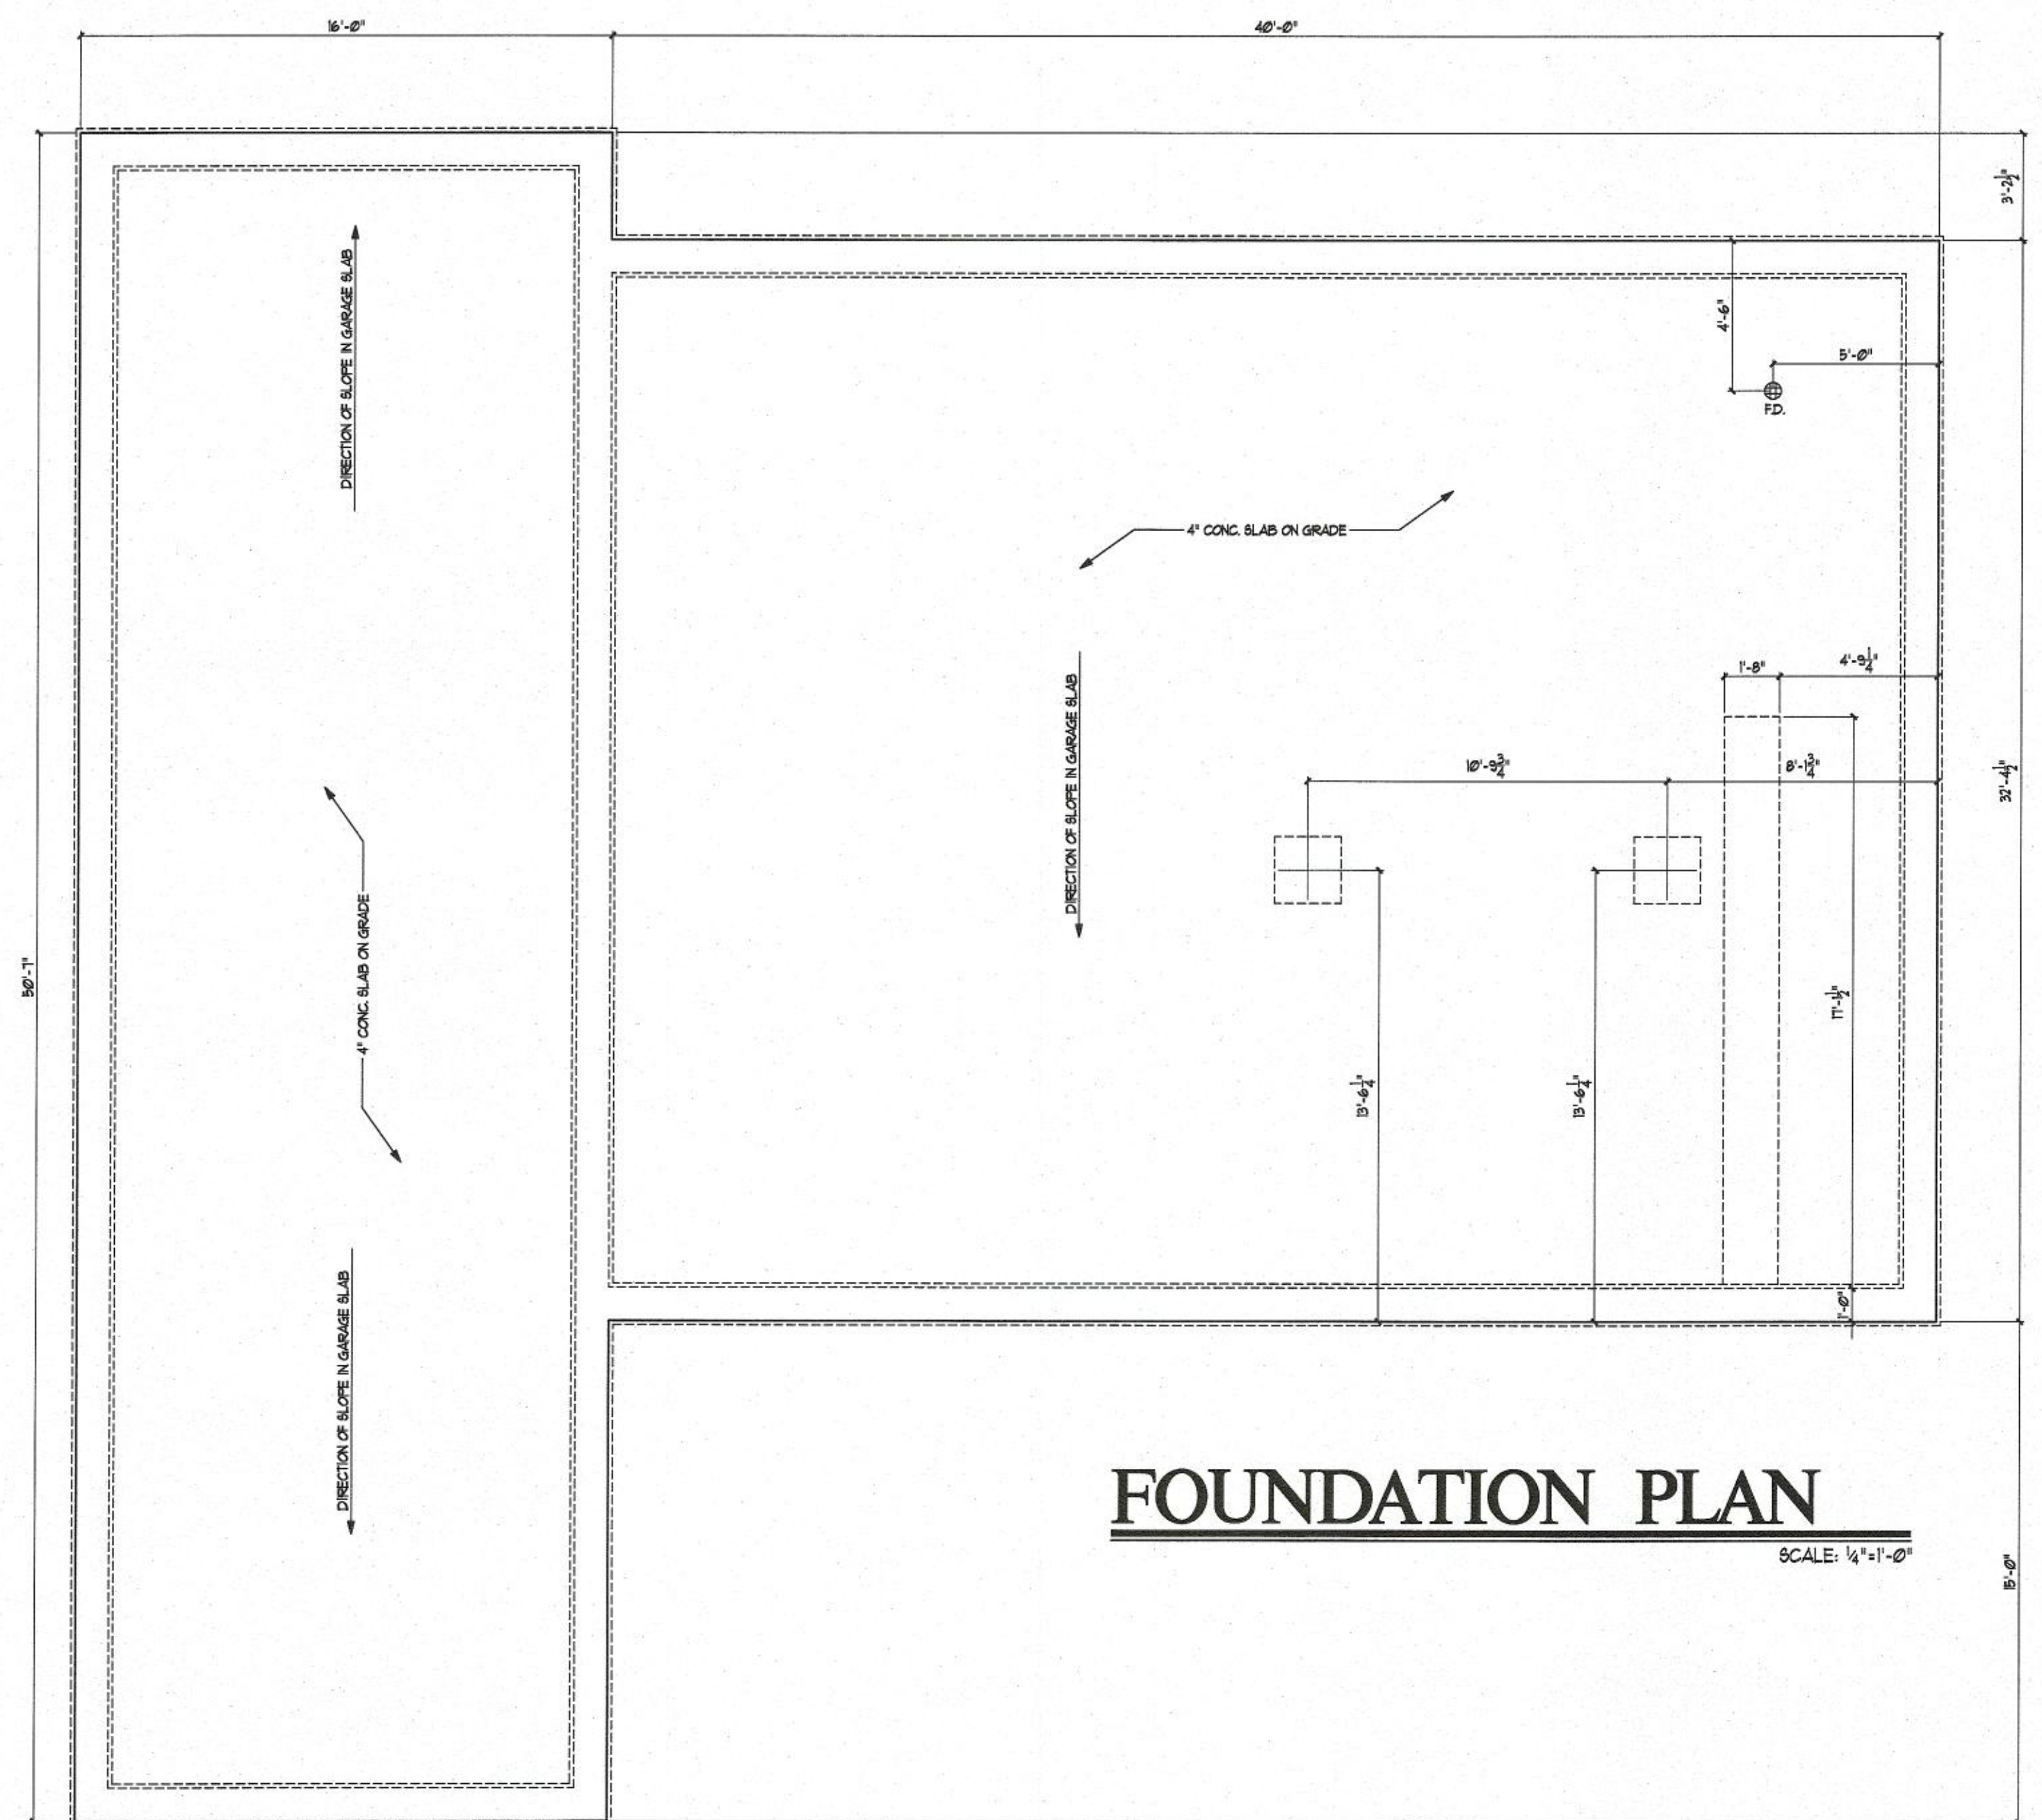 16'-0"
40'-0"
3'-2½"
DIRECTION OF SLOPE IN GARAGE SLAB
4'-6"
5'-0"
F.D.
4" CONC. SLAB ON GRADE
1'-8"
4'-9¼"
DIRECTION OF SLOPE IN GARAGE SLAB
10'-9¾"
8'-1¾"
32'-4½"
50'-7"
4" CONC. SLAB ON GRADE
17'-1½"
13'-6¼"
13'-6¼"
1'-0"
DIRECTION OF SLOPE IN GARAGE SLAB
FOUNDATION PLAN
SCALE: ¼"=1'-0"
15'-0"